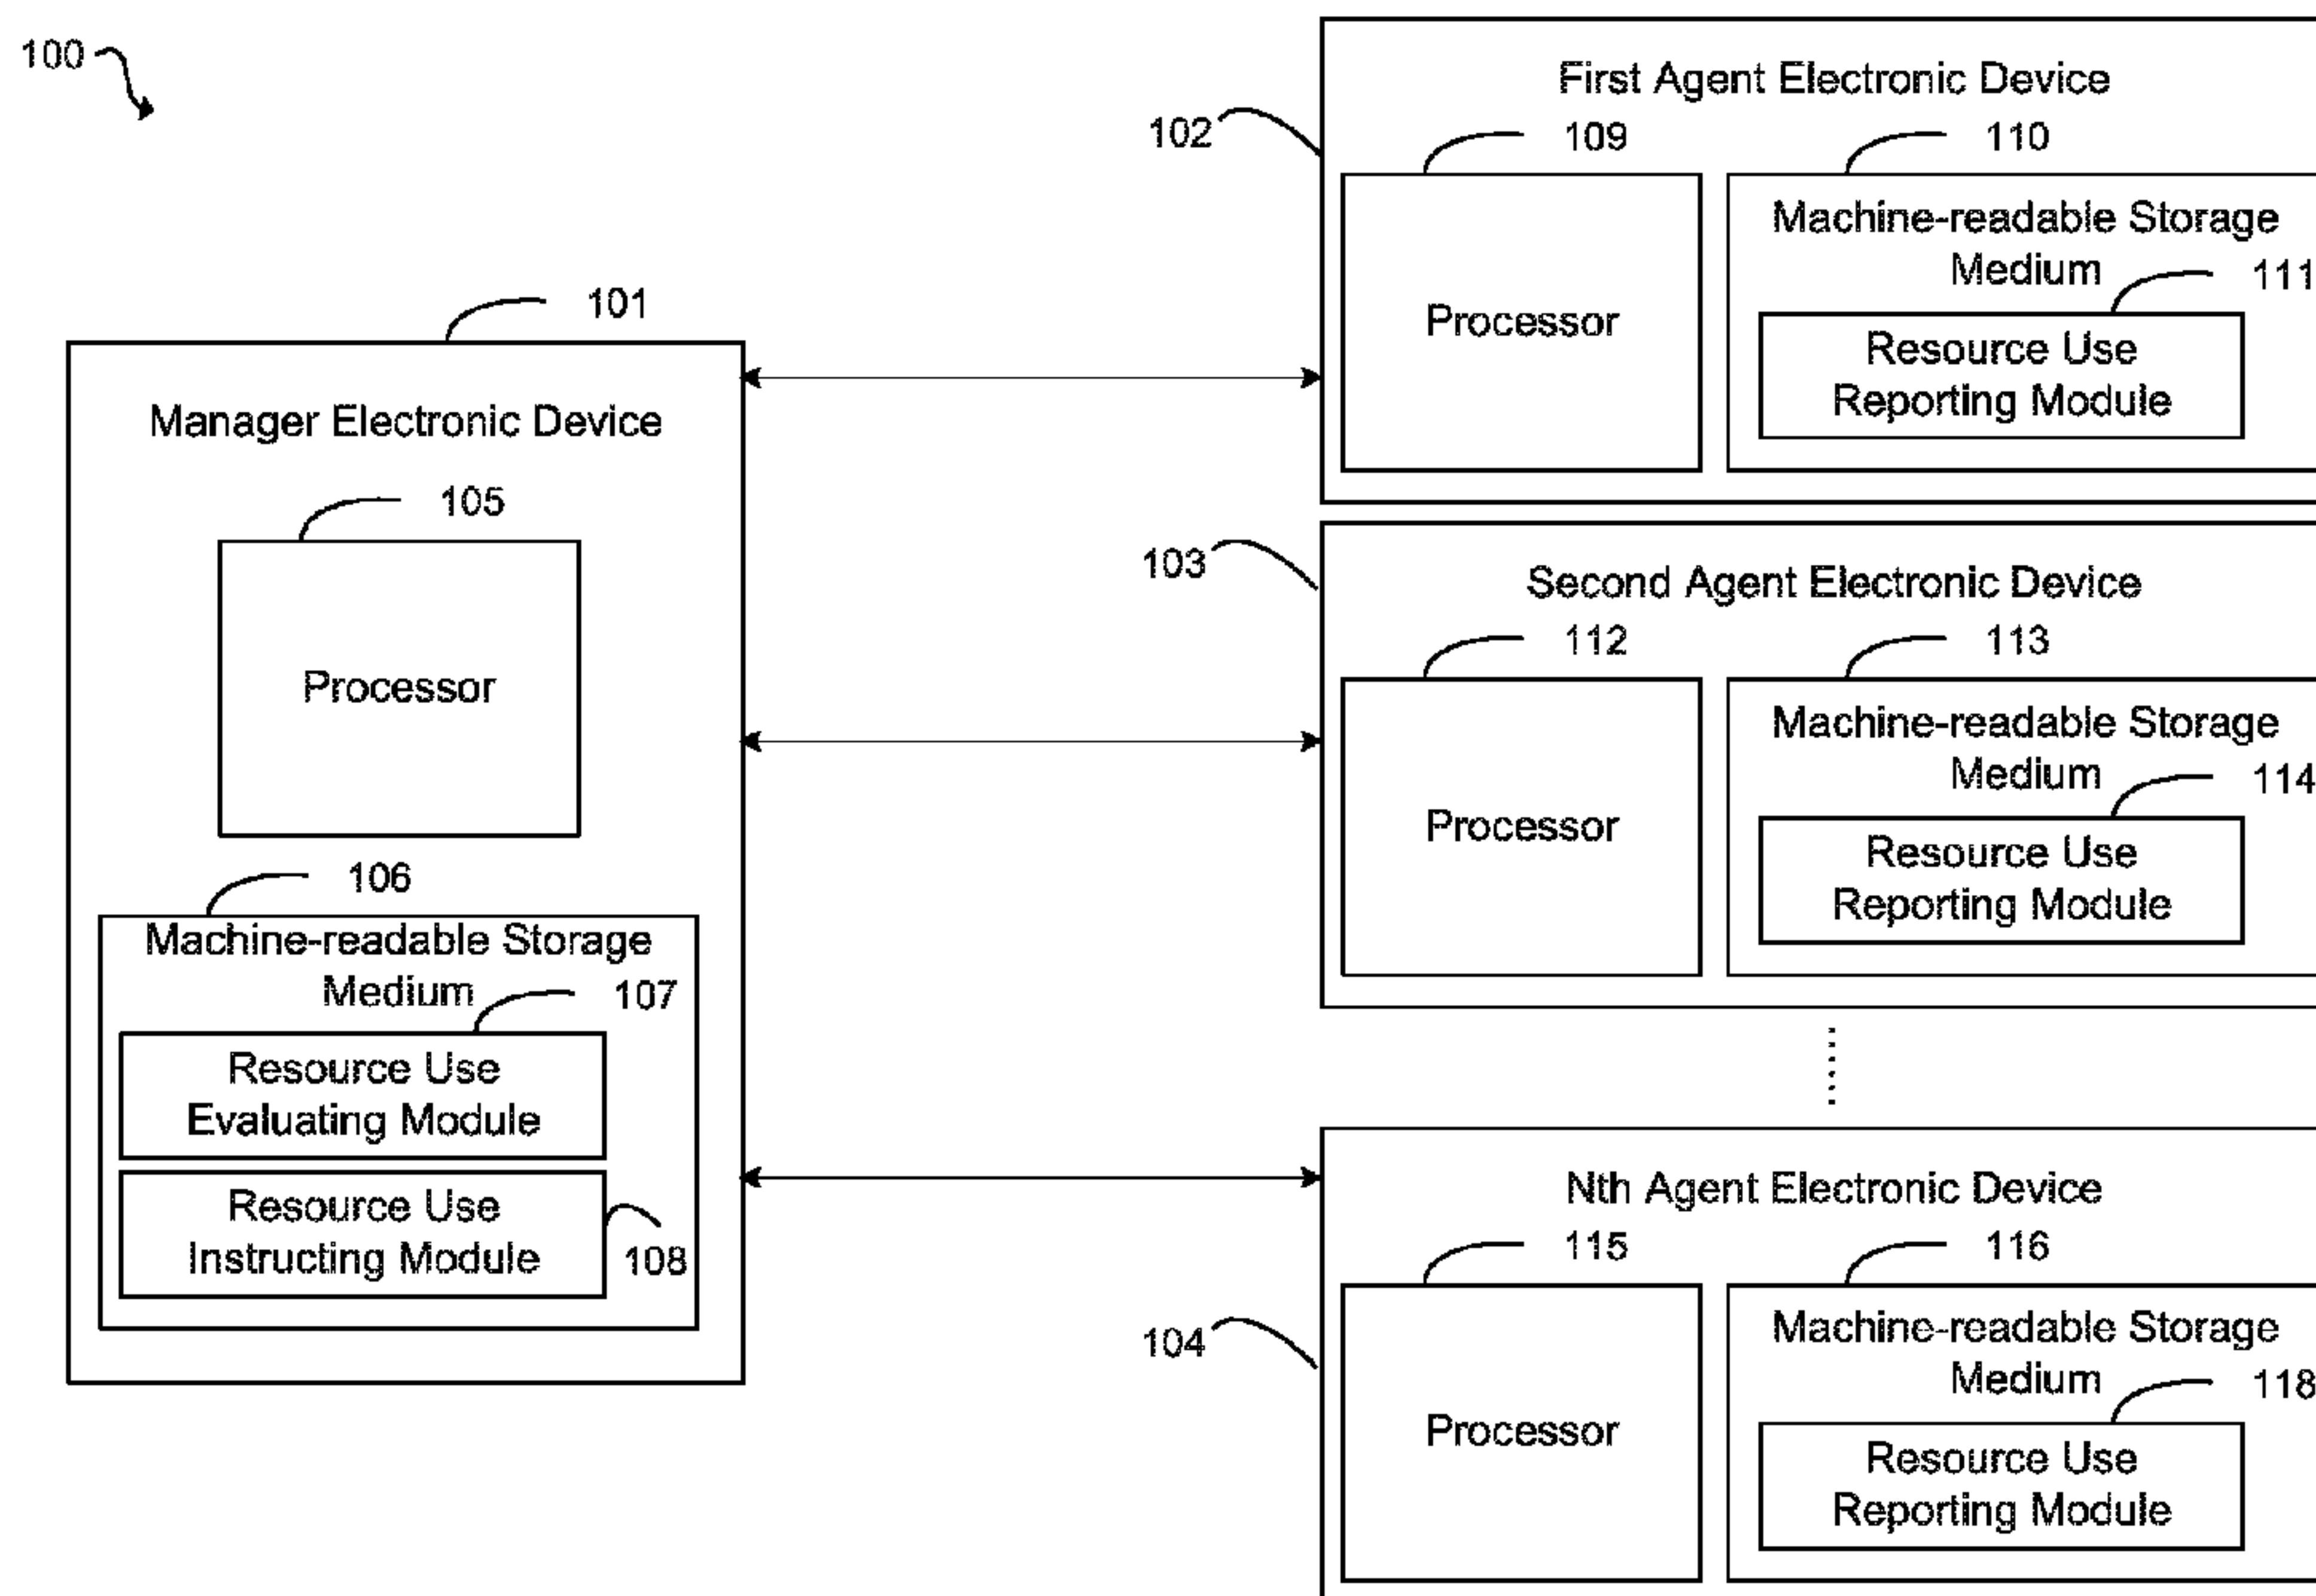 100
101
Manager Electronic Device
105
Processor
106
Machine-readable Storage
Medium
107
Resource Use
Evaluating Module
Resource Use
Instructing Module
108
102
First Agent Electronic Device
109
Processor
110
Machine-readable Storage
Medium
111
Resource Use
Reporting Module
103
Second Agent Electronic Device
112
Processor
113
Machine-readable Storage
Medium
114
Resource Use
Reporting Module
104
Nth Agent Electronic Device
115
Processor
116
Machine-readable Storage
Medium
118
Resource Use
Reporting Module